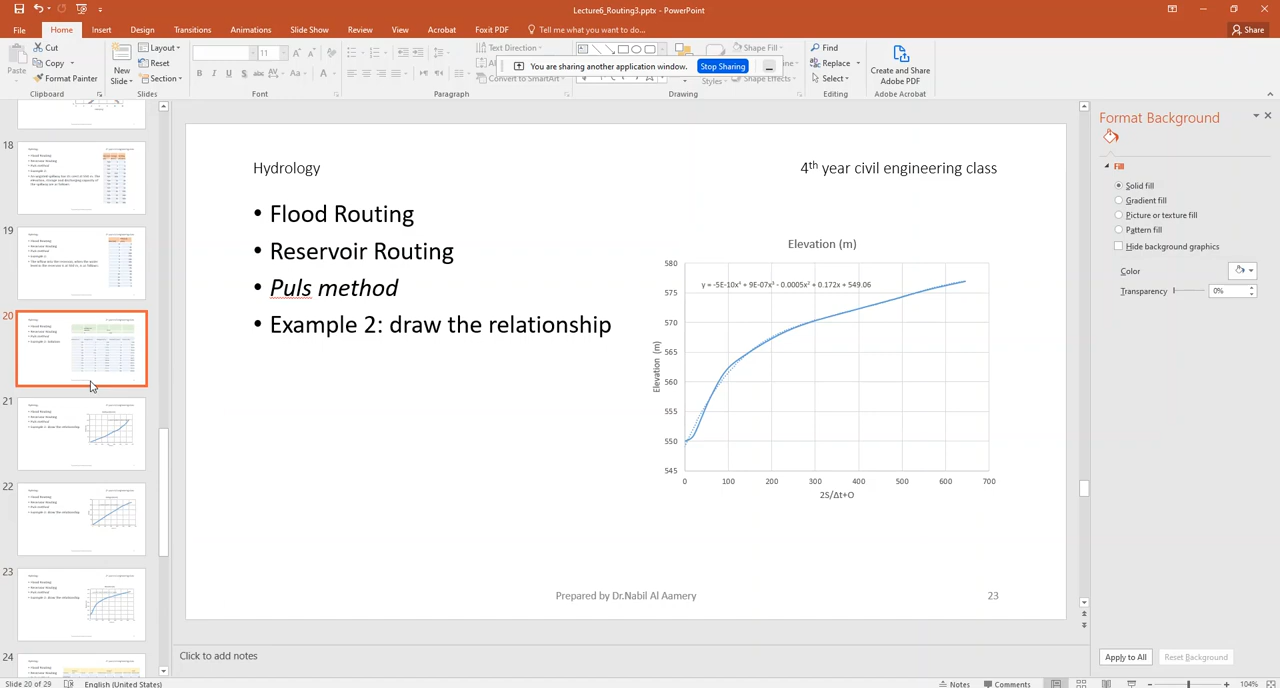 Lecture6_Routing3.pptx - PowerPoint
File Home Insert Design Transitions Animations Slide Show Review View Acrobat Foxit PDF Tell me what you want to do... Share
Paste
Cut
Copy
Format Painter
Clipboard
New
Slide
Layout
Reset
Section
Slides
11
Font
Text Direction
Convert to SmartArt
Paragraph
You are sharing another application window. Stop Sharing
Shape Fill
Shape Effects
Styles
Drawing
Find
Replace
Select
Editing
Create and Share
Adobe PDF
Adobe Acrobat
18
19
20
21
22
23
24
Hydrology
4th year civil engineering class
• Flood Routing
• Reservoir Routing
• Puls method
• Example 2: draw the relationship
Elevation (m)
y = -5E-10x⁴ + 9E-07x³ - 0.0005x² + 0.172x + 549.06
580
575
570
565
560
555
550
545
Elevation (m)
0 100 200 300 400 500 600 700
2S/Δt+O
Prepared by Dr.Nabil Al Aamery
23
Click to add notes
Format Background
Fill
Solid fill
Gradient fill
Picture or texture fill
Pattern fill
Hide background graphics
Color
Transparency 0%
Apply to All Reset Background
Slide 20 of 29 English (United States) Notes Comments 104%